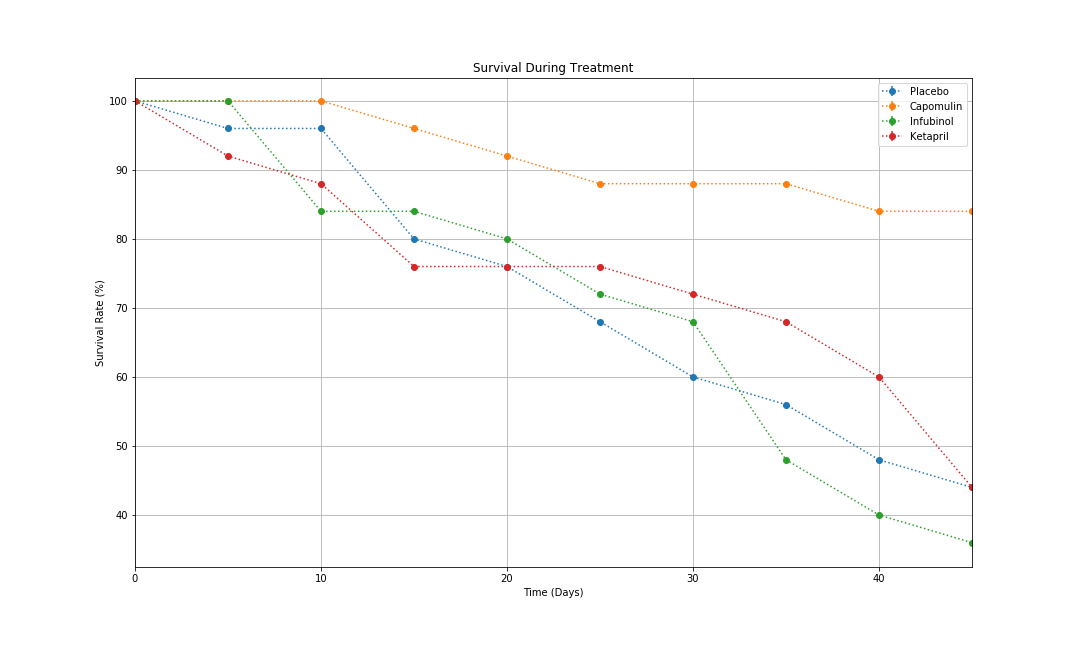 Survival During Treatment
Placebo
Capomulin
Infubinol
Ketapril
100
90
80
70
60
50
40
Survival Rate (%)
0 10 20 30 40
Time (Days)